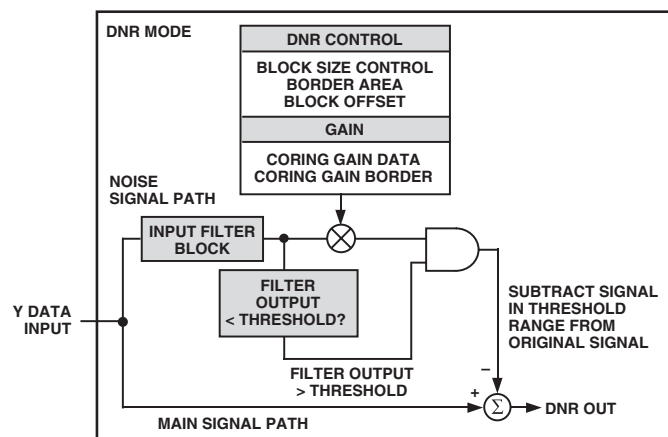 DNR MODE
DNR CONTROL
BLOCK SIZE CONTROL
BORDER AREA
BLOCK OFFSET
GAIN
CORING GAIN DATA
CORING GAIN BORDER
NOISE
SIGNAL PATH
INPUT FILTER
BLOCK
FILTER
OUTPUT
< THRESHOLD?
Y DATA
INPUT
SUBTRACT SIGNAL
IN THRESHOLD
RANGE FROM
ORIGINAL SIGNAL
FILTER OUTPUT
> THRESHOLD
–
+
Σ
DNR OUT
MAIN SIGNAL PATH